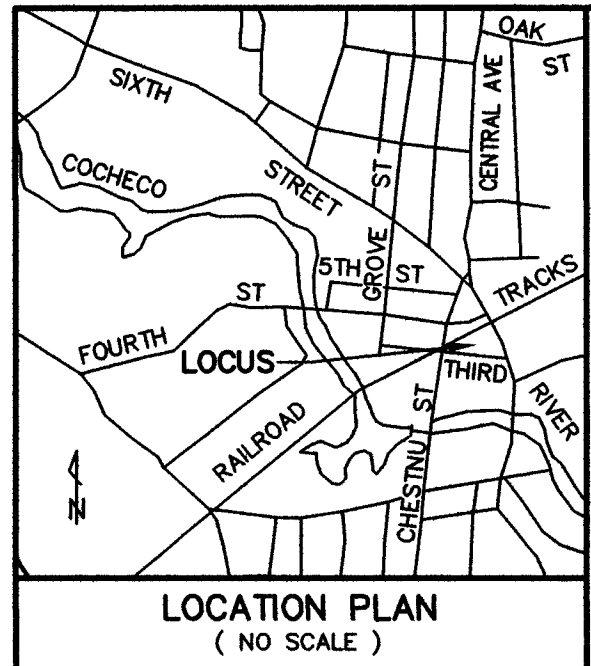 OAK
ST
SIXTH
STREET
CENTRAL AVE
COCHECO
GROVE ST
5TH ST
TRACKS
FOURTH ST
LOCUS
THIRD
RIVER
RAILROAD
CHESTNUT ST
N
LOCATION PLAN
( NO SCALE )